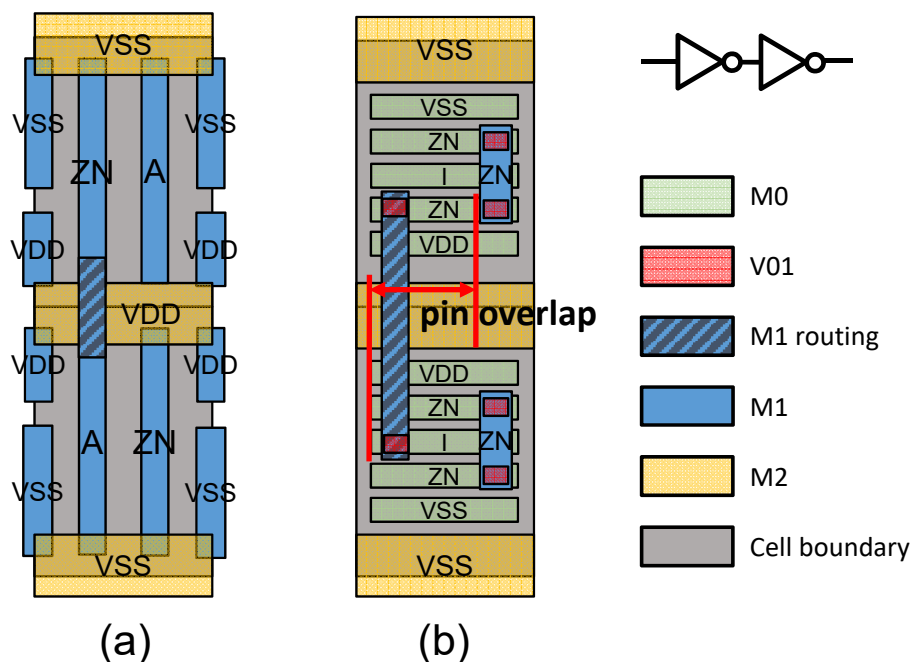 VSS
VSS
VSS
ZN
A
VDD
VDD
VDD
VDD
VDD
A
ZN
VSS
VSS
VSS
(a)
VSS
VSS
ZN
I
ZN
ZN
VDD
pin overlap
VDD
ZN
I
ZN
ZN
VSS
VSS
(b)
M0
V01
M1 routing
M1
M2
Cell boundary